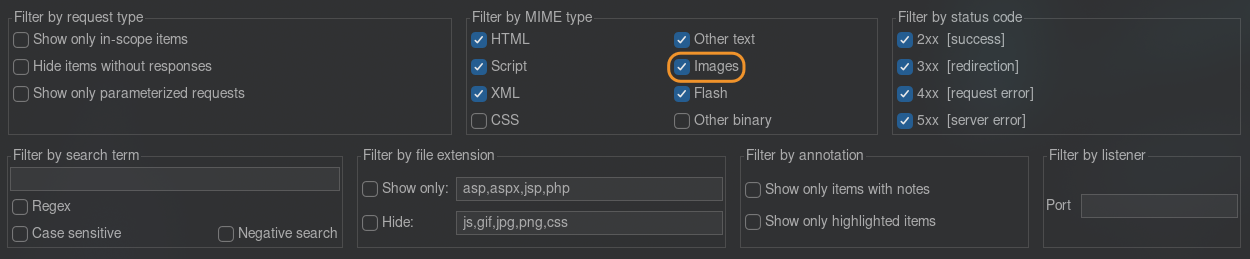 Filter by request type
Show only in-scope items
Hide items without responses
Show only parameterized requests
Filter by MIME type
HTML
Other text
Script
Images
XML
Flash
CSS
Other binary
Filter by status code
2xx [success]
3xx [redirection]
4xx [request error]
5xx [server error]
Filter by search term
Regex
Case sensitive
Negative search
Filter by file extension
Show only: asp,aspx,jsp,php
Hide: js,gif,jpg,png,css
Filter by annotation
Show only items with notes
Show only highlighted items
Filter by listener
Port